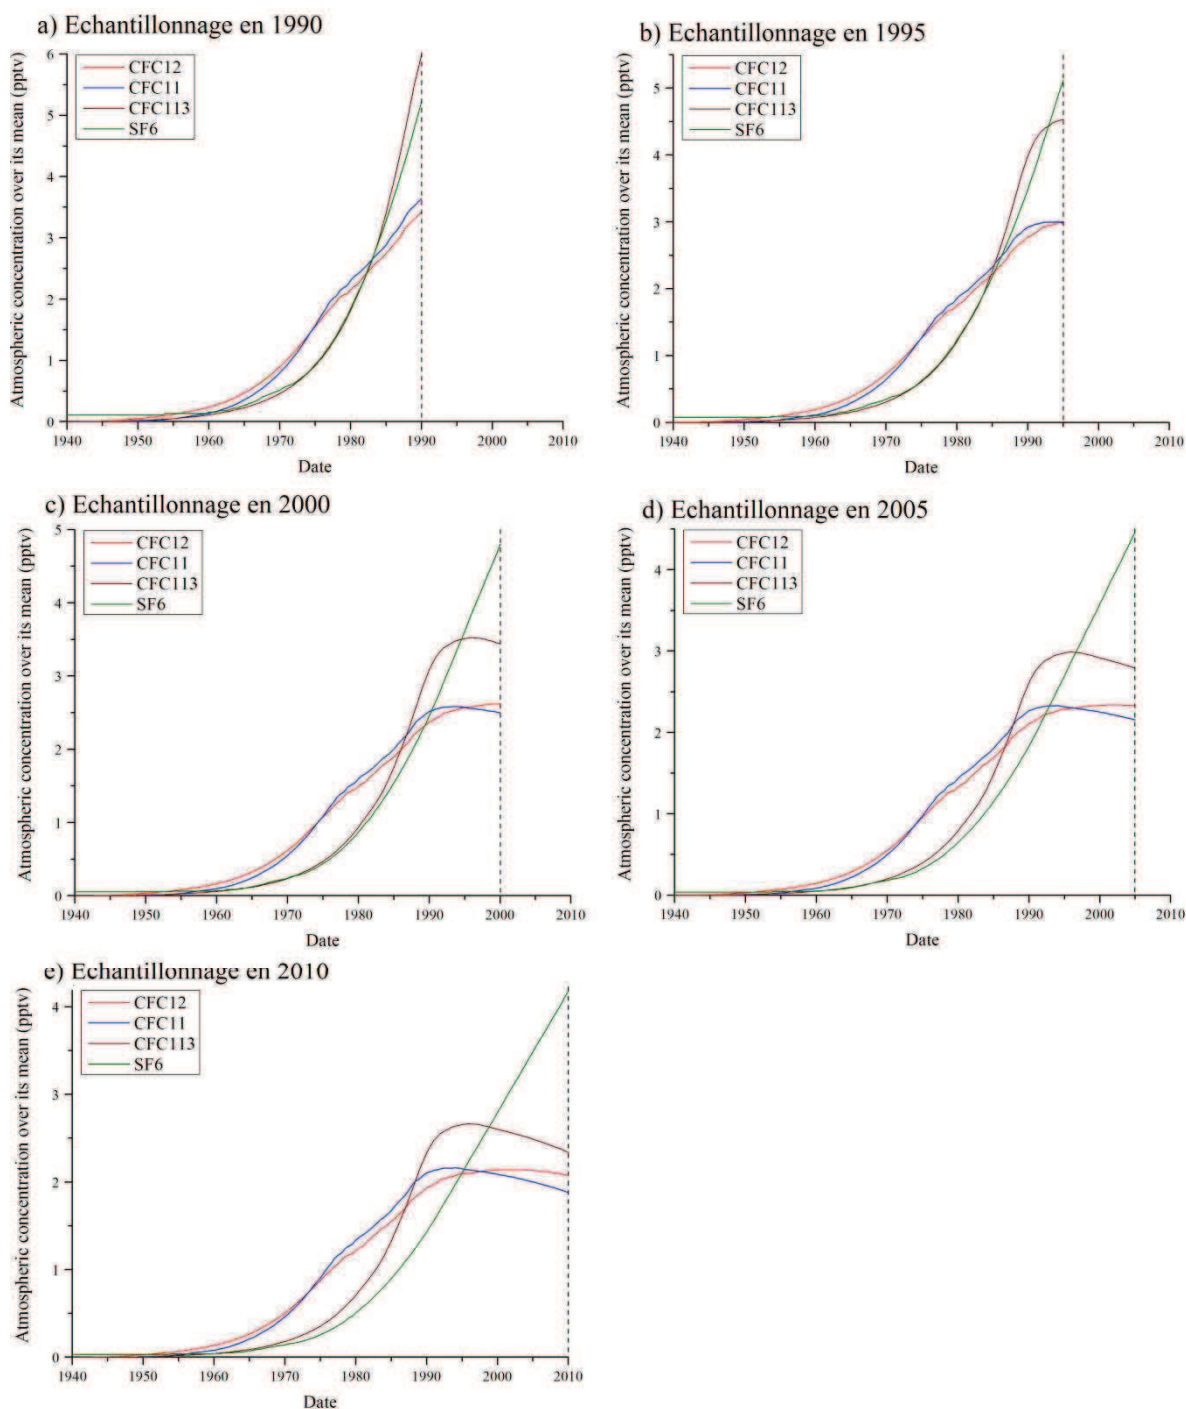 a) Echantillonnage en 1990
Atmospheric concentration over its mean (pptv)
6
5
4
3
2
1
0
CFC12
CFC11
CFC113
SF6
1940 1950 1960 1970 1980 1990 2000 2010
Date
b) Echantillonnage en 1995
Atmospheric concentration over its mean (pptv)
5
4
3
2
1
0
CFC12
CFC11
CFC113
SF6
1940 1950 1960 1970 1980 1990 2000 2010
Date
c) Echantillonnage en 2000
Atmospheric concentration over its mean (pptv)
5
4
3
2
1
0
CFC12
CFC11
CFC113
SF6
1940 1950 1960 1970 1980 1990 2000 2010
Date
d) Echantillonnage en 2005
Atmospheric concentration over its mean (pptv)
4
3
2
1
0
CFC12
CFC11
CFC113
SF6
1940 1950 1960 1970 1980 1990 2000 2010
Date
e) Echantillonnage en 2010
Atmospheric concentration over its mean (pptv)
4
3
2
1
0
CFC12
CFC11
CFC113
SF6
1940 1950 1960 1970 1980 1990 2000 2010
Date